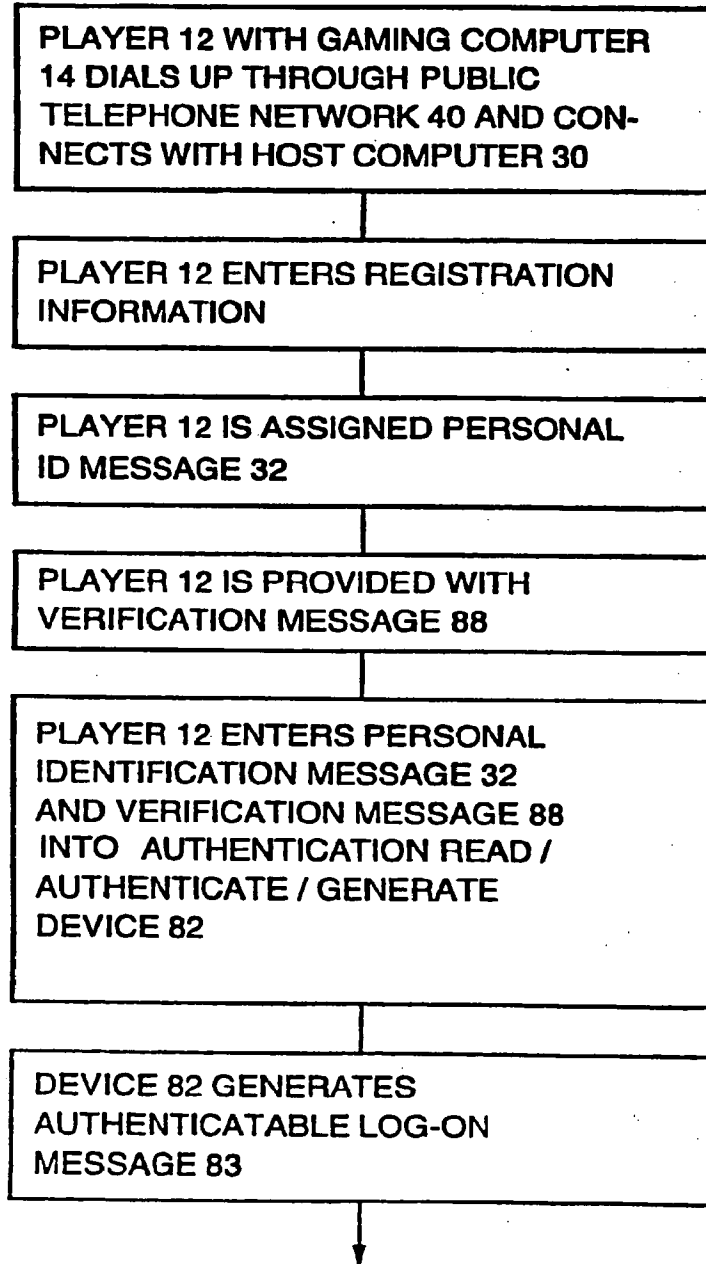 PLAYER 12 WITH GAMING COMPUTER
14 DIALS UP THROUGH PUBLIC
TELEPHONE NETWORK 40 AND CON-
NECTS WITH HOST COMPUTER 30
PLAYER 12 ENTERS REGISTRATION
INFORMATION
PLAYER 12 IS ASSIGNED PERSONAL
ID MESSAGE 32
PLAYER 12 IS PROVIDED WITH
VERIFICATION MESSAGE 88
PLAYER 12 ENTERS PERSONAL
IDENTIFICATION MESSAGE 32
AND VERIFICATION MESSAGE 88
INTO AUTHENTICATION READ /
AUTHENTICATE / GENERATE
DEVICE 82
DEVICE 82 GENERATES
AUTHENTICATABLE LOG-ON
MESSAGE 83